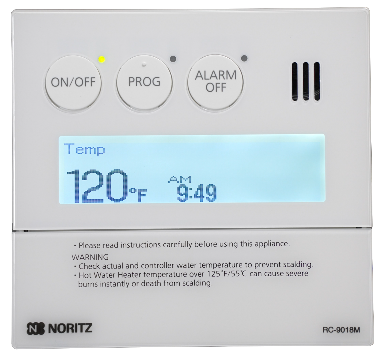 ON/OFF PROG ALARM OFF
Temp
120°F AM 9:49
· Please read instructions carefully before using this appliance.
WARNING
· Check actual and controller water temperature to prevent scalding.
· Hot Water Heater temperature over 125°F/55°C can cause severe
burns instantly or death from scalding
NORITZ RC-9018M